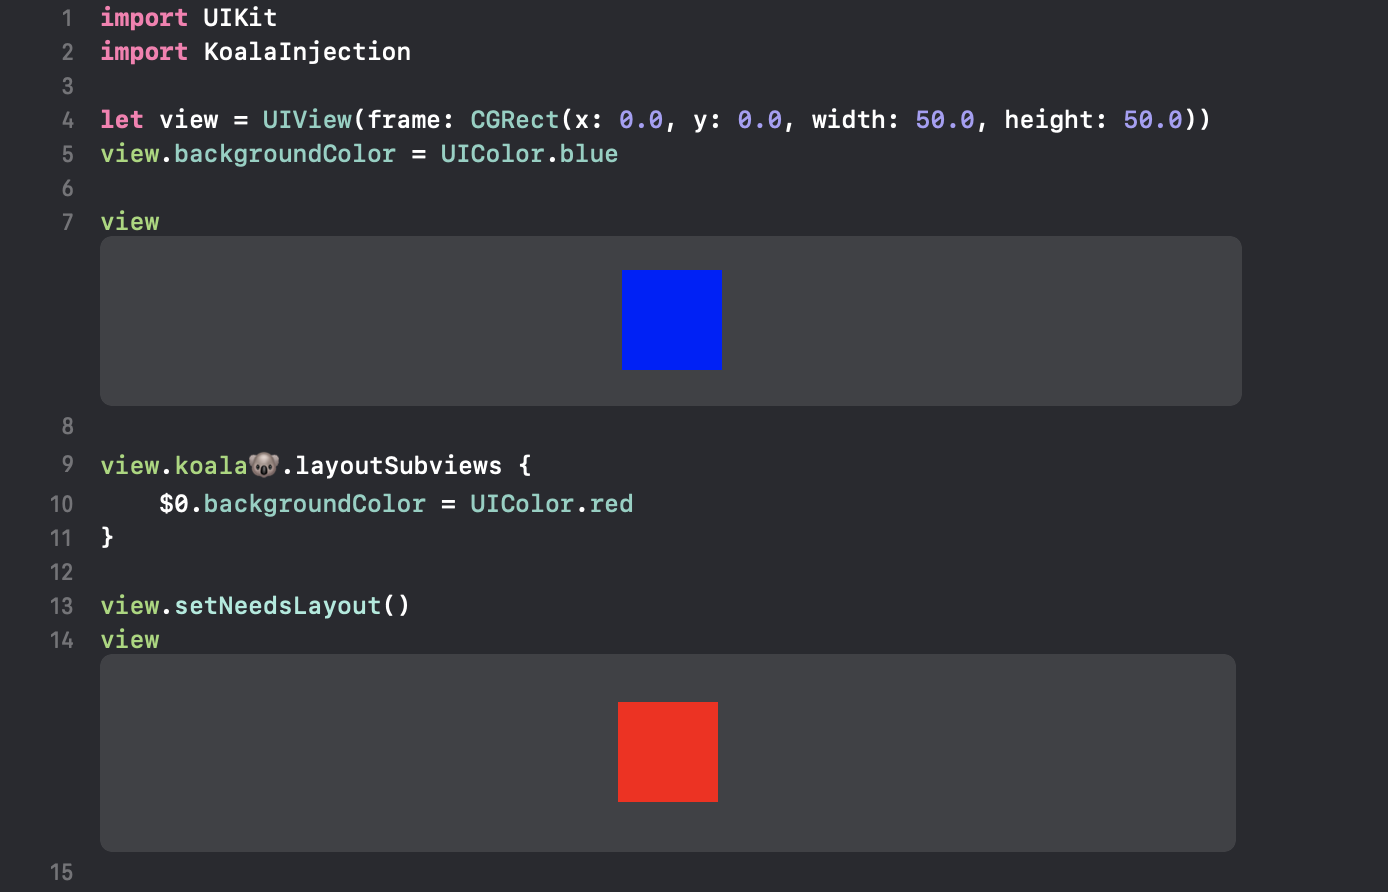 1 import UIKit
2 import KoalaInjection
3
4 let view = UIView(frame: CGRect(x: 0.0, y: 0.0, width: 50.0, height: 50.0))
5 view.backgroundColor = UIColor.blue
6
7 view
8
9 view.koala🐨.layoutSubviews {
10     $0.backgroundColor = UIColor.red
11 }
12
13 view.setNeedsLayout()
14 view
15